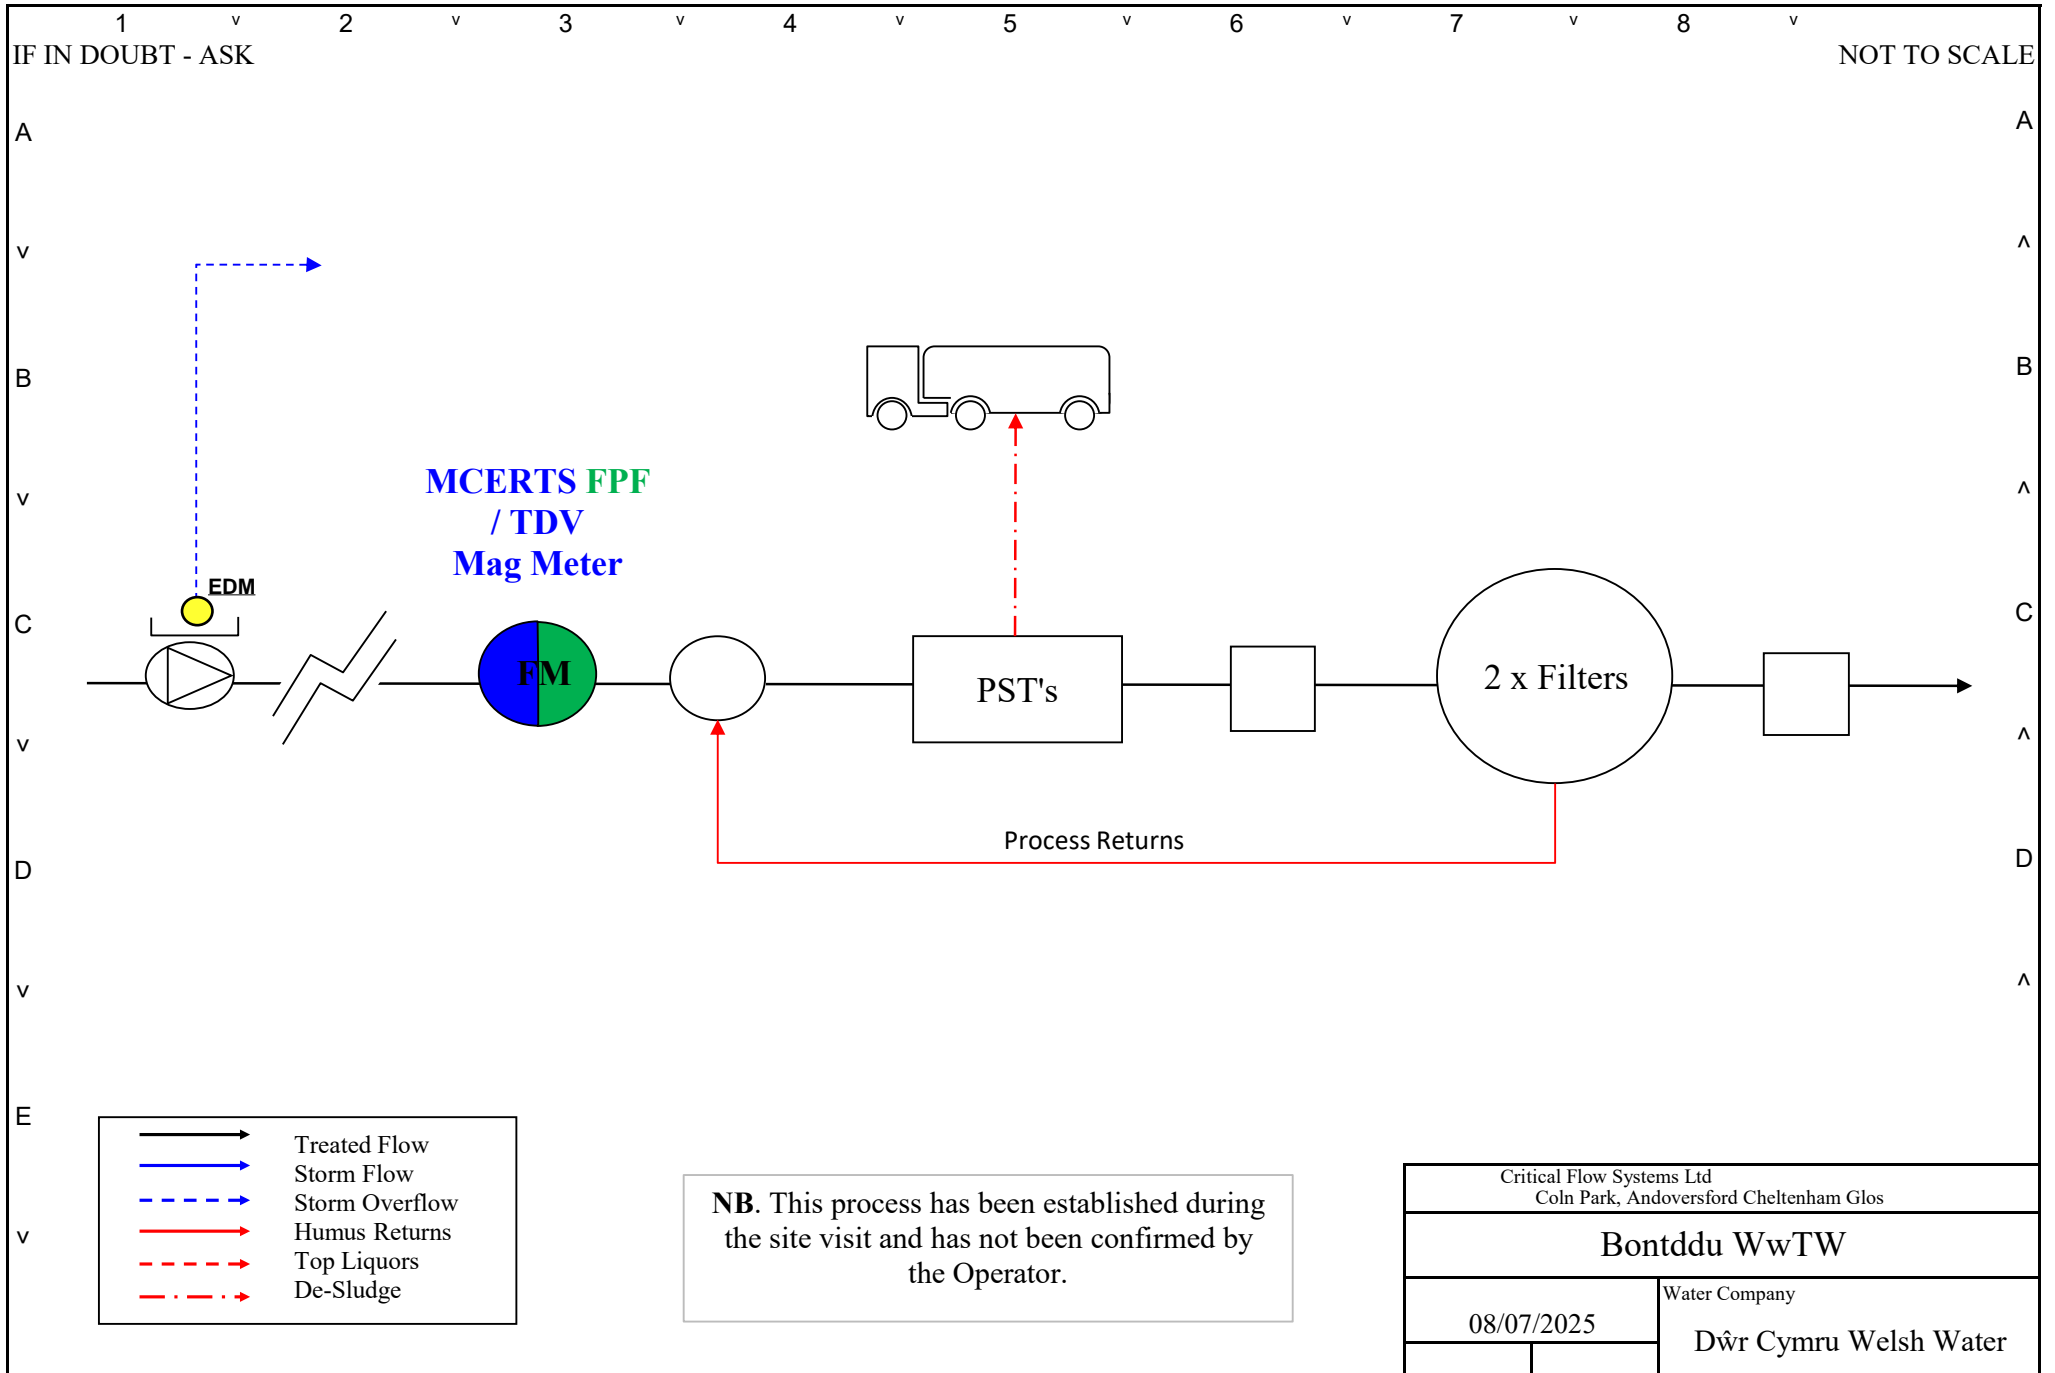 1 v 2 v 3 v 4 v 5 v 6 v 7 v 8 v
IF IN DOUBT - ASK
NOT TO SCALE
A
A
v
^
B
B
MCERTS FPF
/ TDV
Mag Meter
v
^
EDM
C
C
FM
PST's
2 x Filters
v
^
Process Returns
D
D
v
^
E
Treated Flow
Storm Flow
Storm Overflow
Humus Returns
Top Liquors
De-Sludge
v
NB. This process has been established during
the site visit and has not been confirmed by
the Operator.
Critical Flow Systems Ltd
Coln Park, Andoversford Cheltenham Glos
Bontddu WwTW
08/07/2025
Water Company
Dŵr Cymru Welsh Water